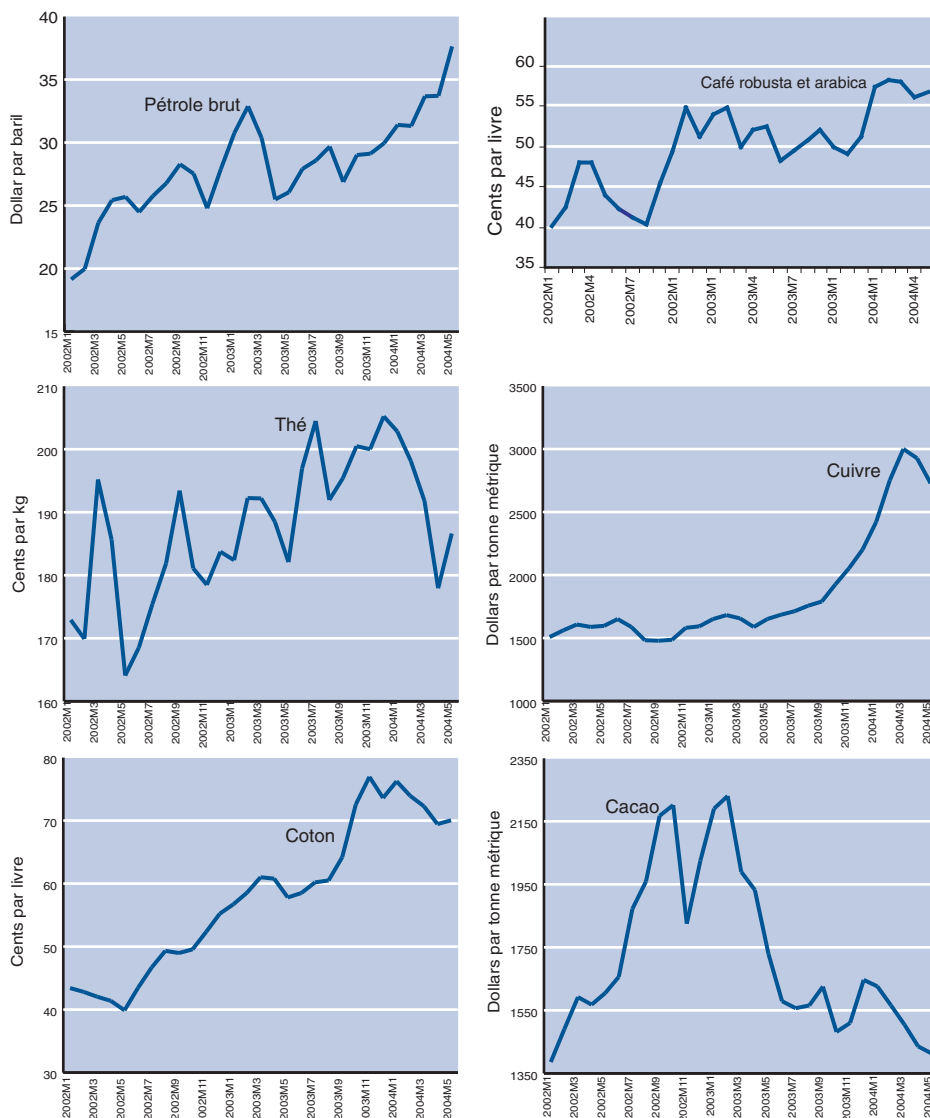 40
35
30
25
20
15
Dollar par baril
Pétrole brut
2002M1
2002M3
2002M5
2002M7
2002M9
2002M11
2003M1
2003M3
2003M5
2003M7
2003M9
2003M11
2004M1
2004M3
2004M5
60
55
50
45
40
35
Cents par livre
Café robusta et arabica
2002M1
2002M4
2002M7
2002M1
2003M1
2003M4
2003M7
2003M1
2004M1
2004M4
210
200
190
180
170
160
Cents par kg
Thé
2002M1
2002M3
2002M5
2002M7
2002M9
2002M11
2003M1
2003M3
2003M5
2003M7
2003M9
2003M11
2004M1
2004M3
2004M5
3500
3000
2500
2000
1500
1000
Dollars par tonne métrique
Cuivre
2002M1
2002M3
2002M5
2002M7
2002M9
2002M11
2003M1
2003M3
2003M5
2003M7
2003M9
2003M11
2004M1
2004M3
2004M5
80
70
60
50
40
30
Cents par livre
Coton
2002M1
2002M3
2002M5
2002M7
2002M9
002M11
2003M1
2003M3
2003M5
2003M7
2003M9
003M11
2004M1
2004M3
2004M5
2350
2150
1950
1750
1550
1350
Dollars par tonne métrique
Cacao
2002M1
2002M3
2002M5
2002M7
2002M9
2002M11
2003M1
2003M3
2003M5
2003M7
2003M9
2003M11
2004M1
2004M3
2004M5